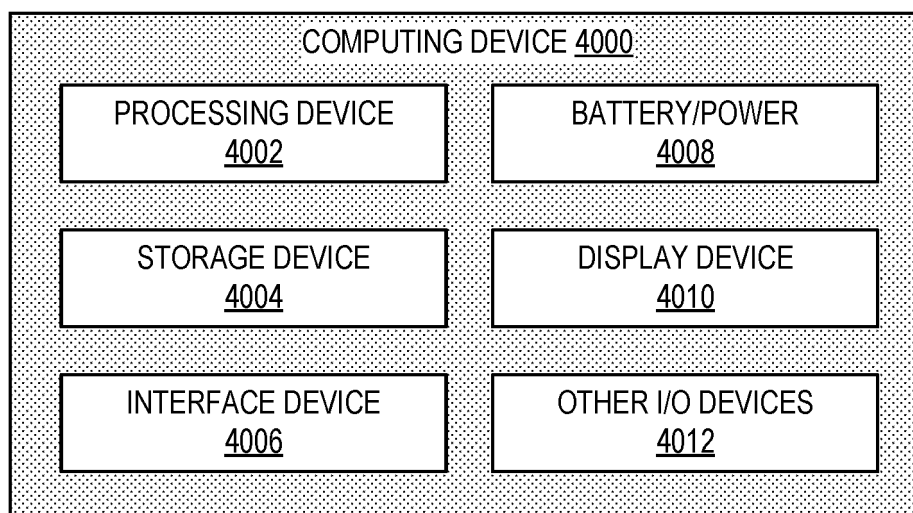 COMPUTING DEVICE 4000
PROCESSING DEVICE
4002
BATTERY/POWER
4008
STORAGE DEVICE
4004
DISPLAY DEVICE
4010
INTERFACE DEVICE
4006
OTHER I/O DEVICES
4012